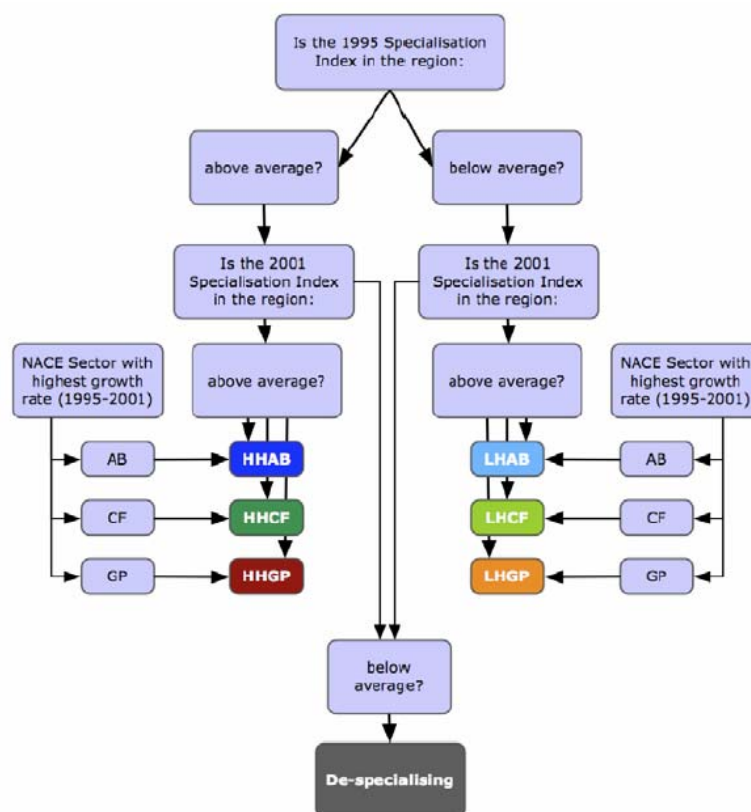 Is the 1995 Specialisation
Index in the region:
above average?
below average?
Is the 2001
Specialisation Index
in the region:
Is the 2001
Specialisation Index
in the region:
NACE Sector with
highest growth
rate (1995-2001)
above average?
above average?
NACE Sector with
highest growth
rate (1995-2001)
AB
HHAB
LHAB
AB
CF
HHCF
LHCF
CF
GP
HHGP
LHGP
GP
below
average?
De-specialising